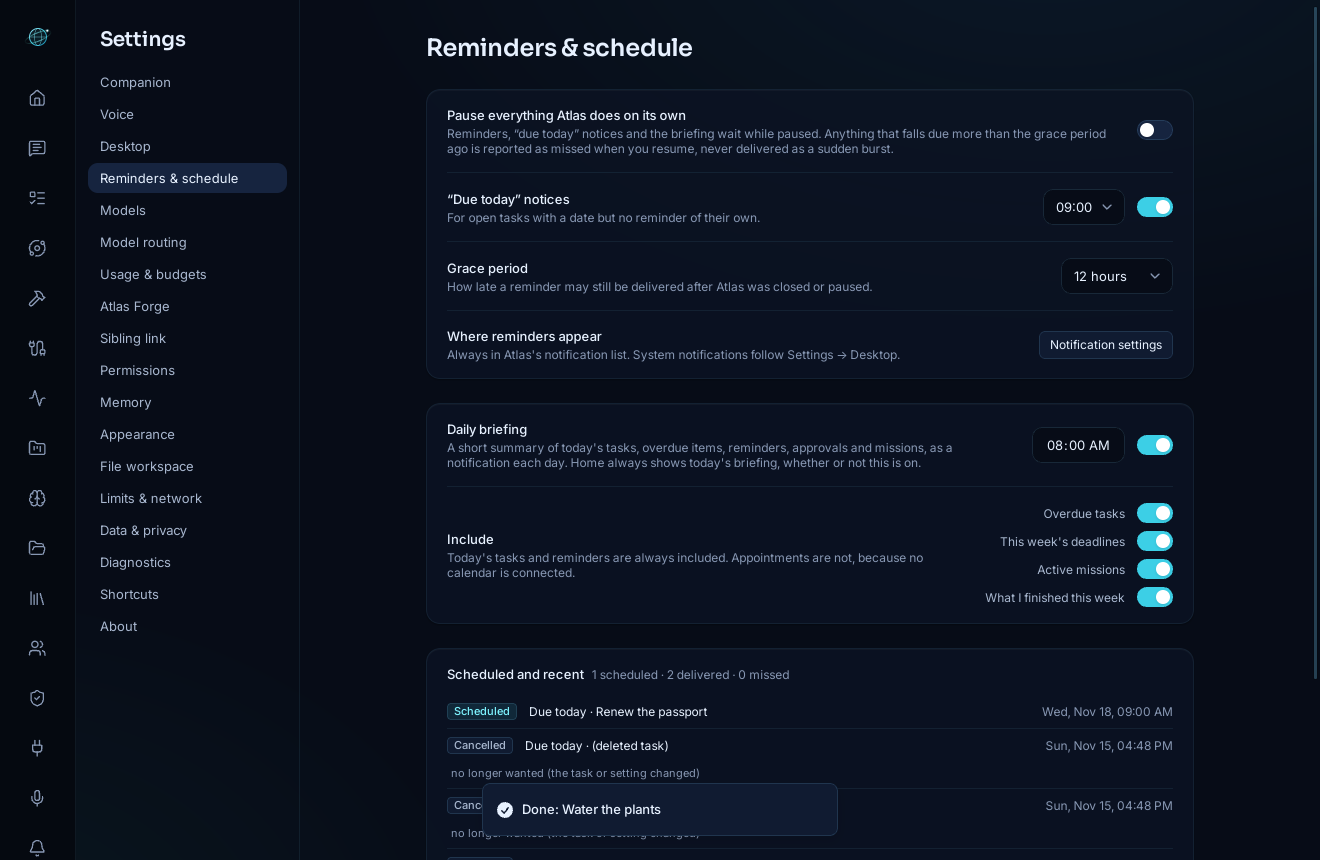 Settings
Companion
Voice
Desktop
Reminders & schedule
Models
Model routing
Usage & budgets
Atlas Forge
Sibling link
Permissions
Memory
Appearance
File workspace
Limits & network
Data & privacy
Diagnostics
Shortcuts
About
Reminders & schedule
Pause everything Atlas does on its own
Reminders, “due today” notices and the briefing wait while paused. Anything that falls due more than the grace period
ago is reported as missed when you resume, never delivered as a sudden burst.
“Due today” notices
For open tasks with a date but no reminder of their own.
09:00
Grace period
How late a reminder may still be delivered after Atlas was closed or paused.
12 hours
Where reminders appear
Always in Atlas's notification list. System notifications follow Settings → Desktop.
Notification settings
Daily briefing
A short summary of today's tasks, overdue items, reminders, approvals and missions, as a
notification each day. Home always shows today's briefing, whether or not this is on.
08:00 AM
Include
Today's tasks and reminders are always included. Appointments are not, because no
calendar is connected.
Overdue tasks
This week's deadlines
Active missions
What I finished this week
Scheduled and recent 1 scheduled · 2 delivered · 0 missed
Scheduled Due today · Renew the passport Wed, Nov 18, 09:00 AM
Cancelled Due today · (deleted task) Sun, Nov 15, 04:48 PM
no longer wanted (the task or setting changed)
Sun, Nov 15, 04:48 PM
Done: Water the plants